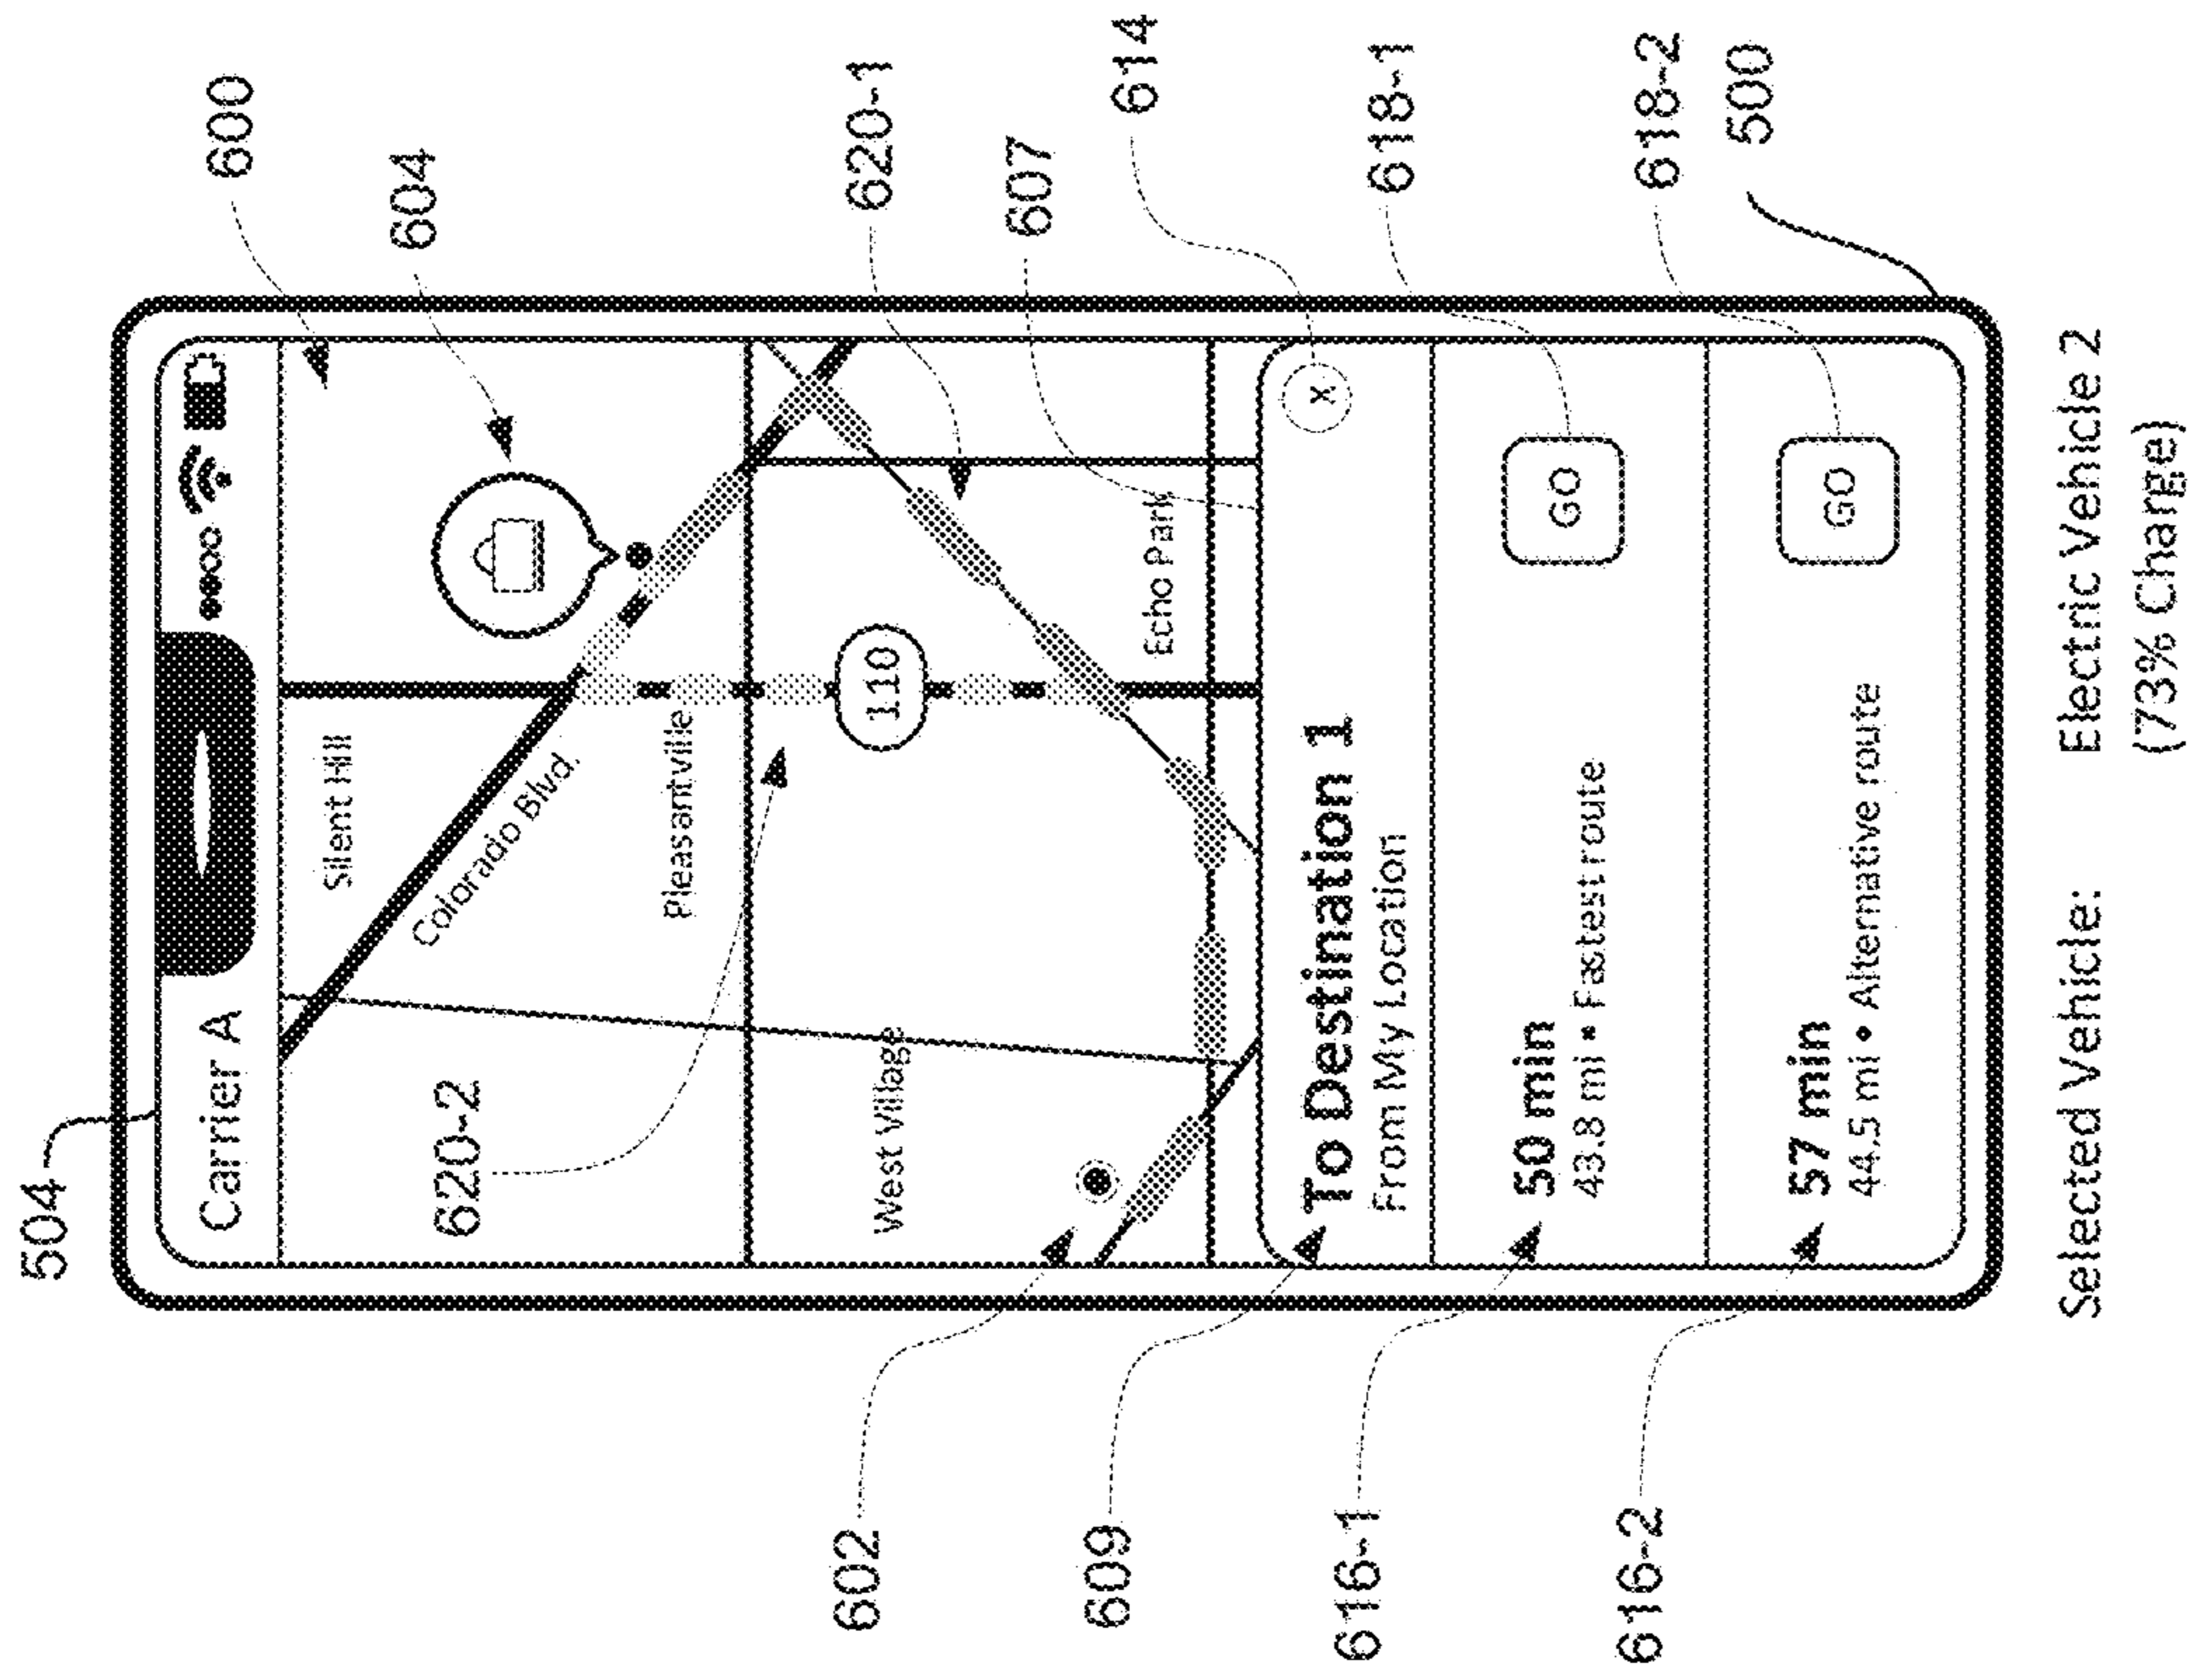 504
Carrier A
600
604
Silent Hill
Colorado Blvd.
620-2
Pleasantville
620-1
110
West Village
Echo Park
607
602
614
X
To Destination 1
From My Location
609
618-1
50 min
43.8 mi • Fastest route
GO
616-1
618-2
57 min
44.5 mi • Alternative route
GO
616-2
500
Selected Vehicle: Electric Vehicle 2
(73% Charge)